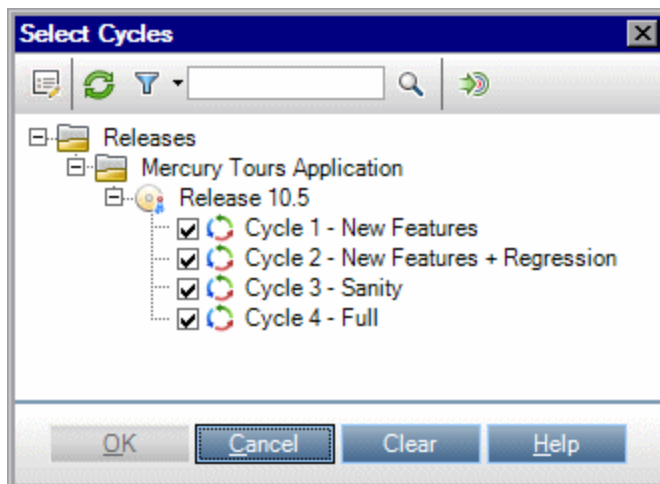 Select Cycles
Releases
Mercury Tours Application
Release 10.5
Cycle 1 - New Features
Cycle 2 - New Features + Regression
Cycle 3 - Sanity
Cycle 4 - Full
OK Cancel Clear Help